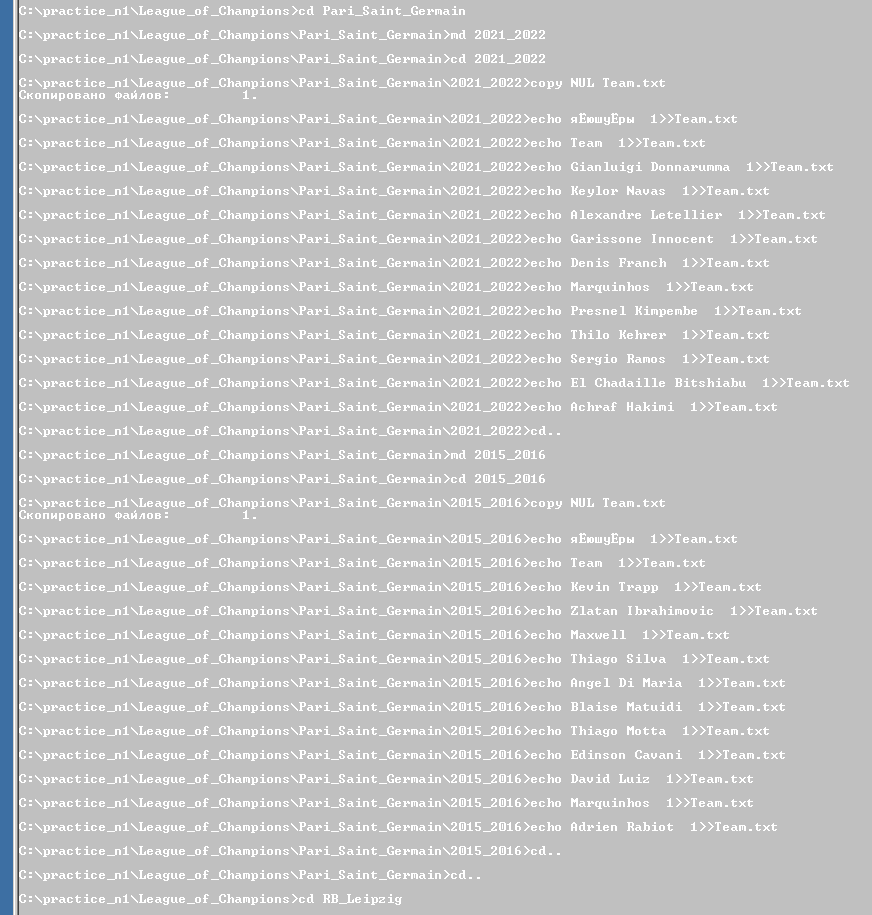 C:\practice_n1\League_of_Champions>cd Pari_Saint_Germain
C:\practice_n1\League_of_Champions\Pari_Saint_Germain>md 2021_2022
C:\practice_n1\League_of_Champions\Pari_Saint_Germain>cd 2021_2022
C:\practice_n1\League_of_Champions\Pari_Saint_Germain\2021_2022>copy NUL Team.txt
Скопировано файлов:         1.
C:\practice_n1\League_of_Champions\Pari_Saint_Germain\2021_2022>echo яЁюшуЁры  1>>Team.txt
C:\practice_n1\League_of_Champions\Pari_Saint_Germain\2021_2022>echo Team  1>>Team.txt
C:\practice_n1\League_of_Champions\Pari_Saint_Germain\2021_2022>echo Gianluigi Donnarumma  1>>Team.txt
C:\practice_n1\League_of_Champions\Pari_Saint_Germain\2021_2022>echo Keylor Navas  1>>Team.txt
C:\practice_n1\League_of_Champions\Pari_Saint_Germain\2021_2022>echo Alexandre Letellier  1>>Team.txt
C:\practice_n1\League_of_Champions\Pari_Saint_Germain\2021_2022>echo Garissone Innocent  1>>Team.txt
C:\practice_n1\League_of_Champions\Pari_Saint_Germain\2021_2022>echo Denis Franch  1>>Team.txt
C:\practice_n1\League_of_Champions\Pari_Saint_Germain\2021_2022>echo Marquinhos  1>>Team.txt
C:\practice_n1\League_of_Champions\Pari_Saint_Germain\2021_2022>echo Presnel Kimpembe  1>>Team.txt
C:\practice_n1\League_of_Champions\Pari_Saint_Germain\2021_2022>echo Thilo Kehrer  1>>Team.txt
C:\practice_n1\League_of_Champions\Pari_Saint_Germain\2021_2022>echo Sergio Ramos  1>>Team.txt
C:\practice_n1\League_of_Champions\Pari_Saint_Germain\2021_2022>echo El Chadaille Bitshiabu  1>>Team.txt
C:\practice_n1\League_of_Champions\Pari_Saint_Germain\2021_2022>echo Achraf Hakimi  1>>Team.txt
C:\practice_n1\League_of_Champions\Pari_Saint_Germain\2021_2022>cd..
C:\practice_n1\League_of_Champions\Pari_Saint_Germain>md 2015_2016
C:\practice_n1\League_of_Champions\Pari_Saint_Germain>cd 2015_2016
C:\practice_n1\League_of_Champions\Pari_Saint_Germain\2015_2016>copy NUL Team.txt
Скопировано файлов:         1.
C:\practice_n1\League_of_Champions\Pari_Saint_Germain\2015_2016>echo яЁюшуЁры  1>>Team.txt
C:\practice_n1\League_of_Champions\Pari_Saint_Germain\2015_2016>echo Team  1>>Team.txt
C:\practice_n1\League_of_Champions\Pari_Saint_Germain\2015_2016>echo Kevin Trapp  1>>Team.txt
C:\practice_n1\League_of_Champions\Pari_Saint_Germain\2015_2016>echo Zlatan Ibrahimovic  1>>Team.txt
C:\practice_n1\League_of_Champions\Pari_Saint_Germain\2015_2016>echo Maxwell  1>>Team.txt
C:\practice_n1\League_of_Champions\Pari_Saint_Germain\2015_2016>echo Thiago Silva  1>>Team.txt
C:\practice_n1\League_of_Champions\Pari_Saint_Germain\2015_2016>echo Angel Di Maria  1>>Team.txt
C:\practice_n1\League_of_Champions\Pari_Saint_Germain\2015_2016>echo Blaise Matuidi  1>>Team.txt
C:\practice_n1\League_of_Champions\Pari_Saint_Germain\2015_2016>echo Thiago Motta  1>>Team.txt
C:\practice_n1\League_of_Champions\Pari_Saint_Germain\2015_2016>echo Edinson Cavani  1>>Team.txt
C:\practice_n1\League_of_Champions\Pari_Saint_Germain\2015_2016>echo David Luiz  1>>Team.txt
C:\practice_n1\League_of_Champions\Pari_Saint_Germain\2015_2016>echo Marquinhos  1>>Team.txt
C:\practice_n1\League_of_Champions\Pari_Saint_Germain\2015_2016>echo Adrien Rabiot  1>>Team.txt
C:\practice_n1\League_of_Champions\Pari_Saint_Germain\2015_2016>cd..
C:\practice_n1\League_of_Champions\Pari_Saint_Germain>cd..
C:\practice_n1\League_of_Champions>cd RB_Leipzig